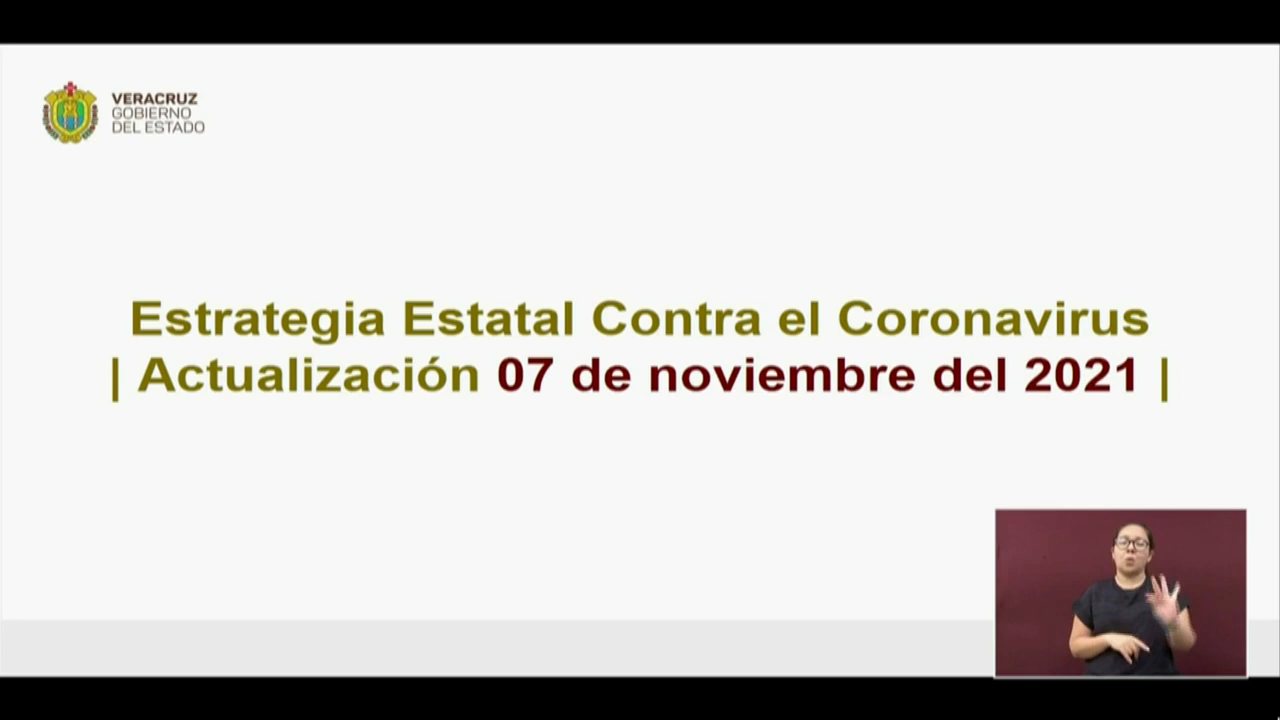 VERACRUZ
GOBIERNO
DEL ESTADO
Estrategia Estatal Contra el Coronavirus
| Actualización 07 de noviembre del 2021 |